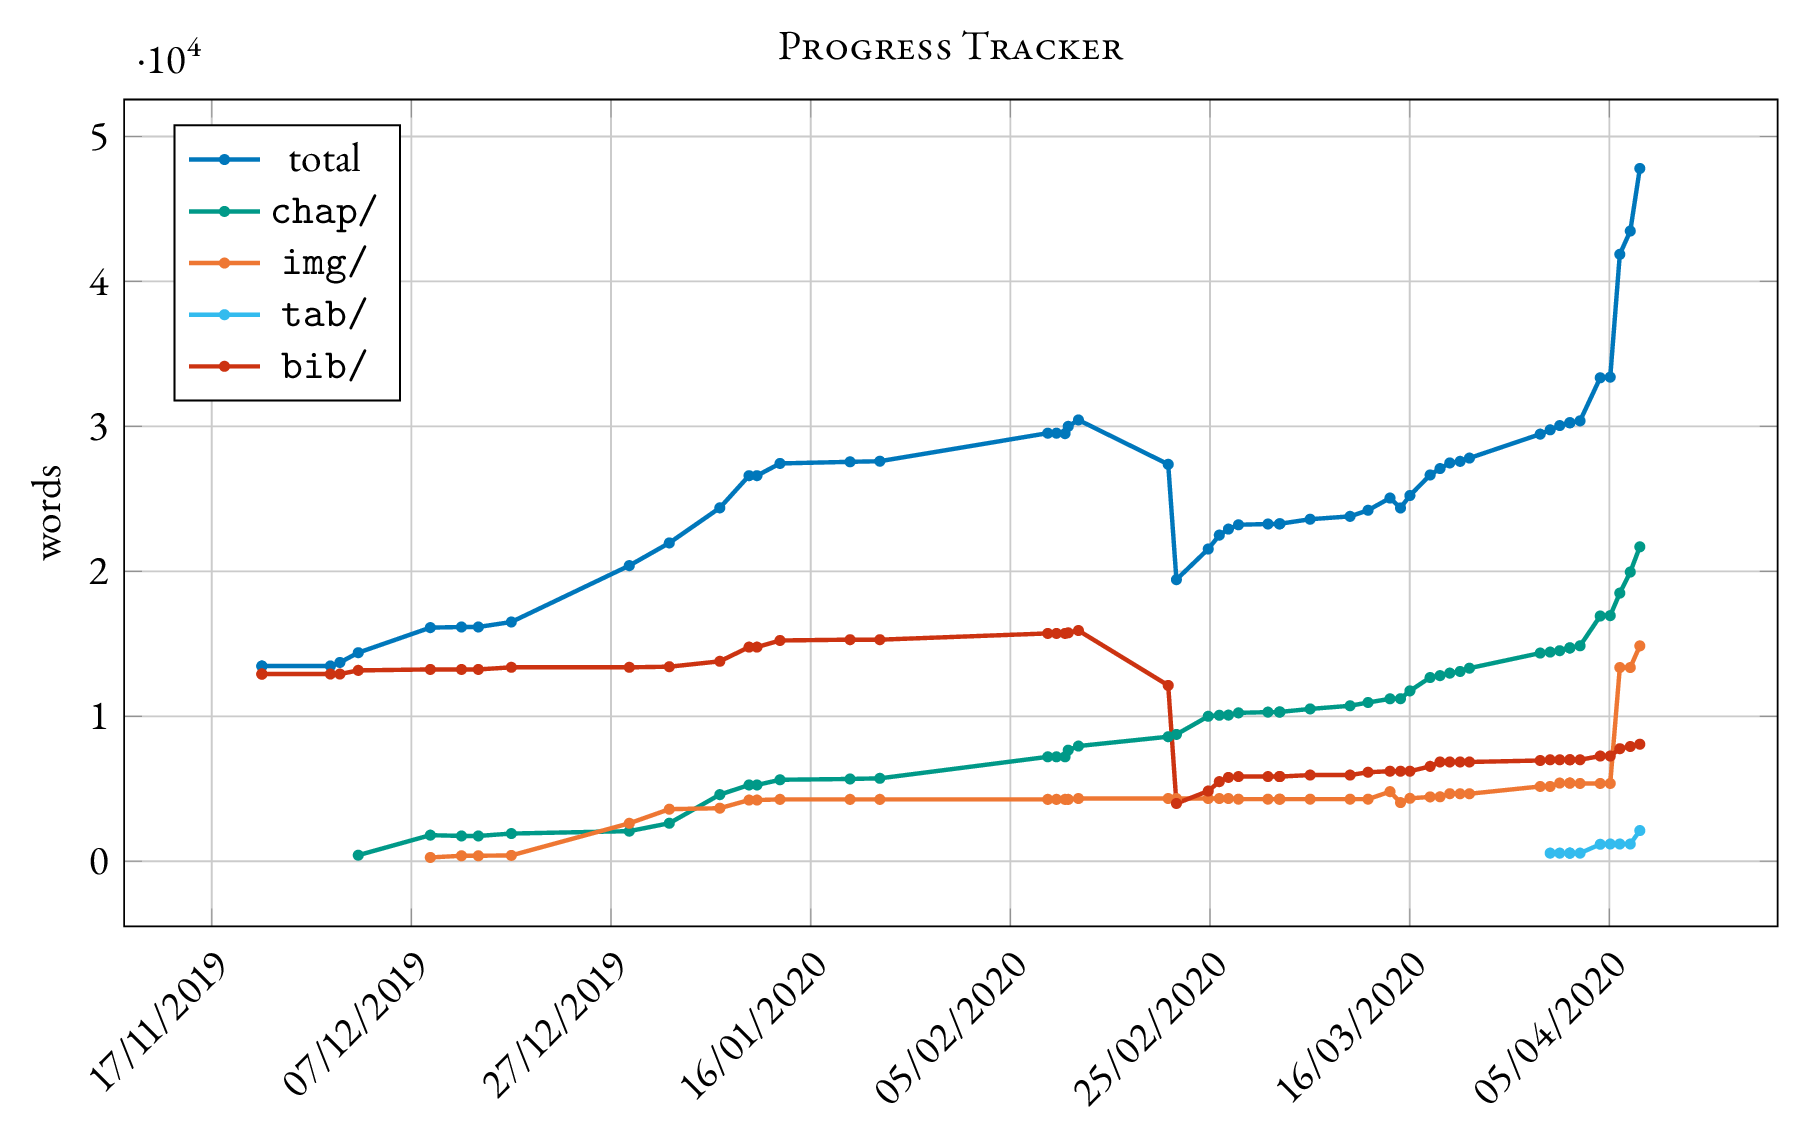 PROGRESS TRACKER
·10⁴
5
4
3
2
1
0
words
total
chap/
img/
tab/
bib/
17/11/2019
07/12/2019
27/12/2019
16/01/2020
05/02/2020
25/02/2020
16/03/2020
05/04/2020